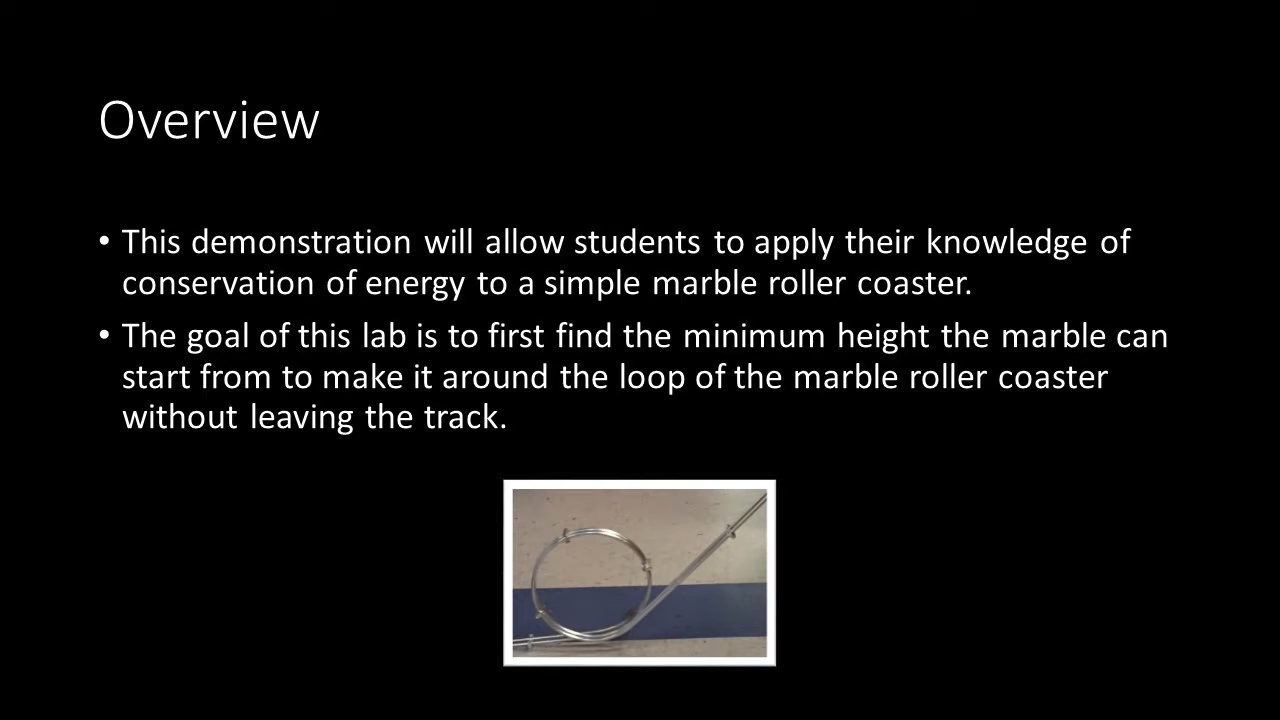 Overview
• This demonstration will allow students to apply their knowledge of
conservation of energy to a simple marble roller coaster.
• The goal of this lab is to first find the minimum height the marble can
start from to make it around the loop of the marble roller coaster
without leaving the track.